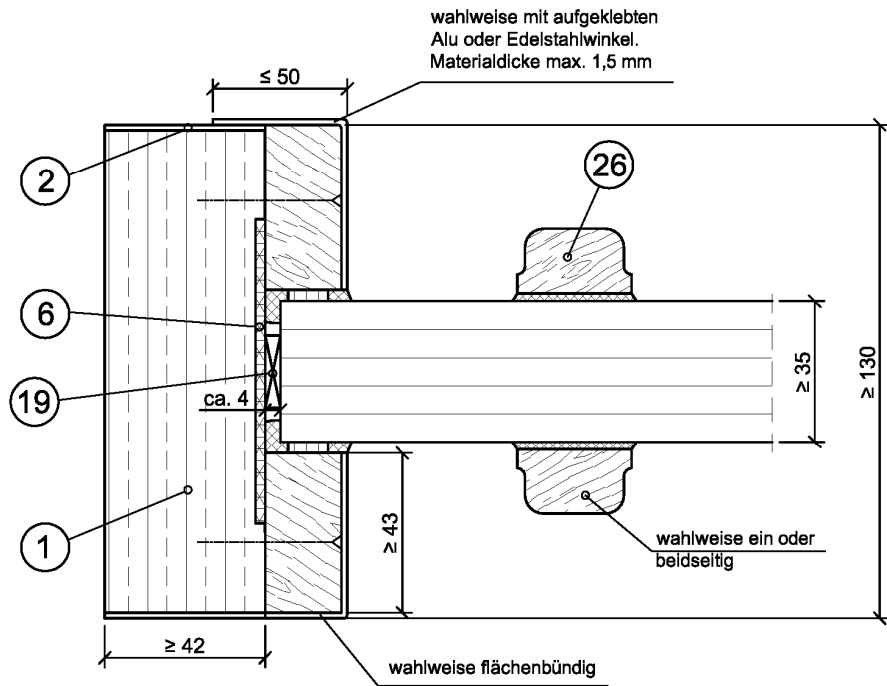 wahlweise mit aufgeklebten
Alu oder Edelstahlwinkel.
Materialdicke max. 1,5 mm
≤ 50
2
26
6
19
ca. 4
≥ 35
≥ 130
1
≥ 43
wahlweise ein oder
beidseitig
≥ 42
wahlweise flächenbündig